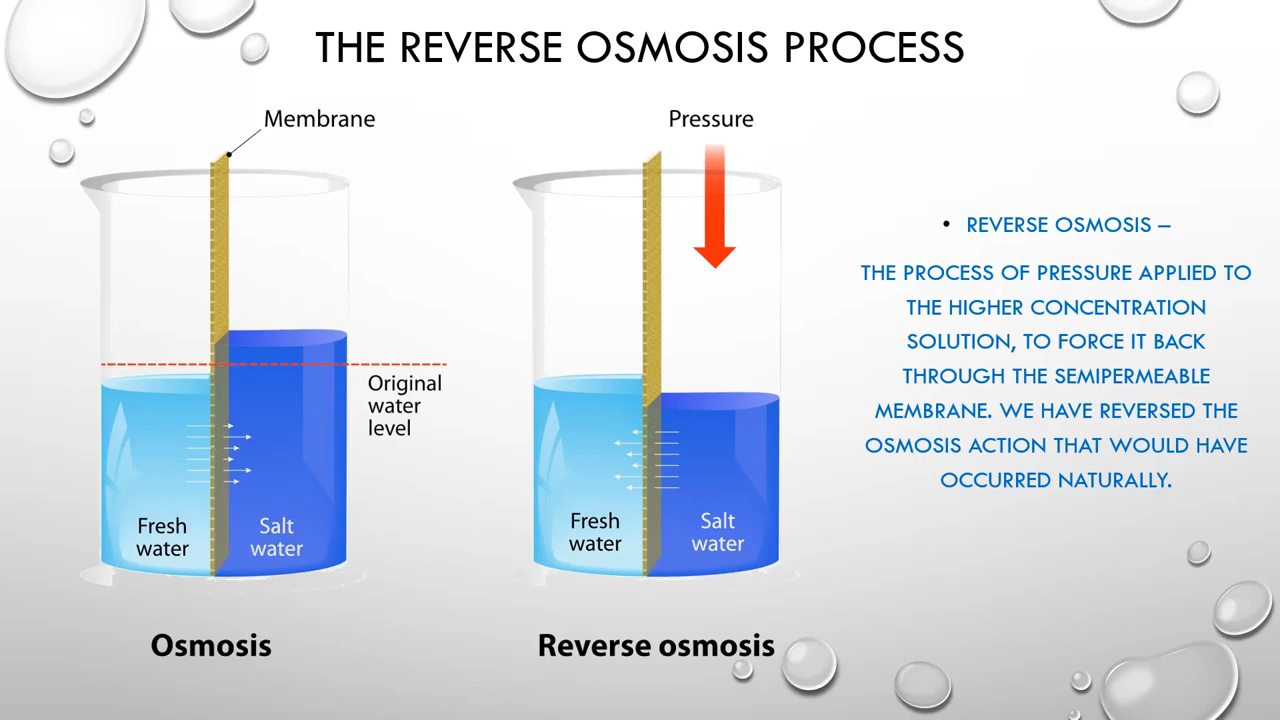 THE REVERSE OSMOSIS PROCESS
Membrane
Original
water
level
Fresh
water
Salt
water
Osmosis
Pressure
Fresh
water
Salt
water
Reverse osmosis
• REVERSE OSMOSIS –
THE PROCESS OF PRESSURE APPLIED TO
THE HIGHER CONCENTRATION
SOLUTION, TO FORCE IT BACK
THROUGH THE SEMIPERMEABLE
MEMBRANE. WE HAVE REVERSED THE
OSMOSIS ACTION THAT WOULD HAVE
OCCURRED NATURALLY.